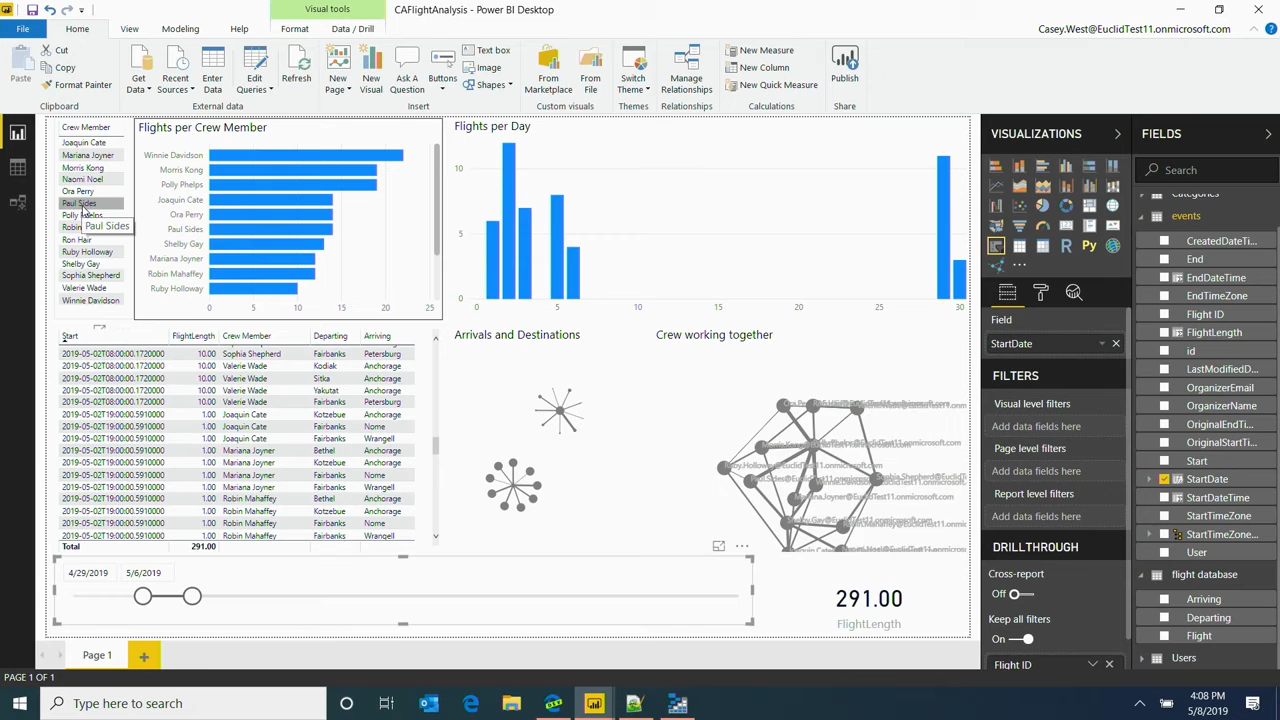 Visual tools
CAFlightAnalysis - Power BI Desktop
File
Home
View
Modeling
Help
Format
Data / Drill
Casey.West@EuclidTest11.onmicrosoft.com
Paste
Cut
Copy
Format Painter
Clipboard
Get Data
Recent Sources
Enter Data
Edit Queries
External data
Refresh
New Page
New Visual
Ask A Question
Buttons
Text box
Image
Shapes
Insert
From Marketplace
From File
Custom visuals
Switch Theme
Themes
Manage Relationships
Relationships
New Measure
New Column
New Quick Measure
Calculations
Publish
Share
Crew Member
Joaquin Cate
Mariana Joyner
Morris Kong
Naomi Noel
Ora Perry
Paul Sides
Polly Phelps
Paul Sides
Robin
Ron Hair
Ruby Holloway
Shelby Gay
Sophia Shepherd
Valerie Wade
Winnie Davidson
Flights per Crew Member
Winnie Davidson
Morris Kong
Polly Phelps
Joaquin Cate
Ora Perry
Paul Sides
Shelby Gay
Mariana Joyner
Robin Mahaffey
Ruby Holloway
0 5 10 15 20 25
Flights per Day
10
5
0
0 5 10 15 20 25 30
Start FlightLength Crew Member Departing Arriving
2019-05-02T08:00:00.1720000 10.00 Sophia Shepherd Fairbanks Petersburg
2019-05-02T08:00:00.1720000 10.00 Valerie Wade Kodiak Anchorage
2019-05-02T08:00:00.1720000 10.00 Valerie Wade Sitka Anchorage
2019-05-02T08:00:00.1720000 10.00 Valerie Wade Yakutat Anchorage
2019-05-02T08:00:00.1720000 10.00 Valerie Wade Fairbanks Petersburg
2019-05-02T19:00:00.5910000 1.00 Joaquin Cate Kotzebue Anchorage
2019-05-02T19:00:00.5910000 1.00 Joaquin Cate Fairbanks Nome
2019-05-02T19:00:00.5910000 1.00 Joaquin Cate Fairbanks Wrangell
2019-05-02T19:00:00.5910000 1.00 Mariana Joyner Bethel Anchorage
2019-05-02T19:00:00.5910000 1.00 Mariana Joyner Kotzebue Anchorage
2019-05-02T19:00:00.5910000 1.00 Mariana Joyner Fairbanks Nome
2019-05-02T19:00:00.5910000 1.00 Mariana Joyner Fairbanks Wrangell
2019-05-02T19:00:00.5910000 1.00 Robin Mahaffey Bethel Anchorage
2019-05-02T19:00:00.5910000 1.00 Robin Mahaffey Kotzebue Anchorage
2019-05-02T19:00:00.5910000 1.00 Robin Mahaffey Fairbanks Nome
2019-05-02T19:00:00.5910000 1.00 Robin Mahaffey Fairbanks Wrangell
Total 291.00
Arrivals and Destinations
Crew working together
4/29/2019 5/6/2019
291.00
FlightLength
VISUALIZATIONS
Field
StartDate
FILTERS
Visual level filters
Add data fields here
Page level filters
Add data fields here
Report level filters
Add data fields here
DRILLTHROUGH
Cross-report
Off
Keep all filters
On
Flight ID
FIELDS
Search
Categories
events
CreatedDateTi...
End
EndDateTime
EndTimeZone
Flight ID
FlightLength
id
LastModifiedD...
OrganizerEmail
OrganizerName
OriginalEndTi...
OriginalStartTi...
Start
StartDate
StartDateTime
StartTimeZone
StartTimeZone...
User
flight database
Arriving
Departing
Flight
Users
Page 1
PAGE 1 OF 1
Type here to search
4:08 PM
5/8/2019